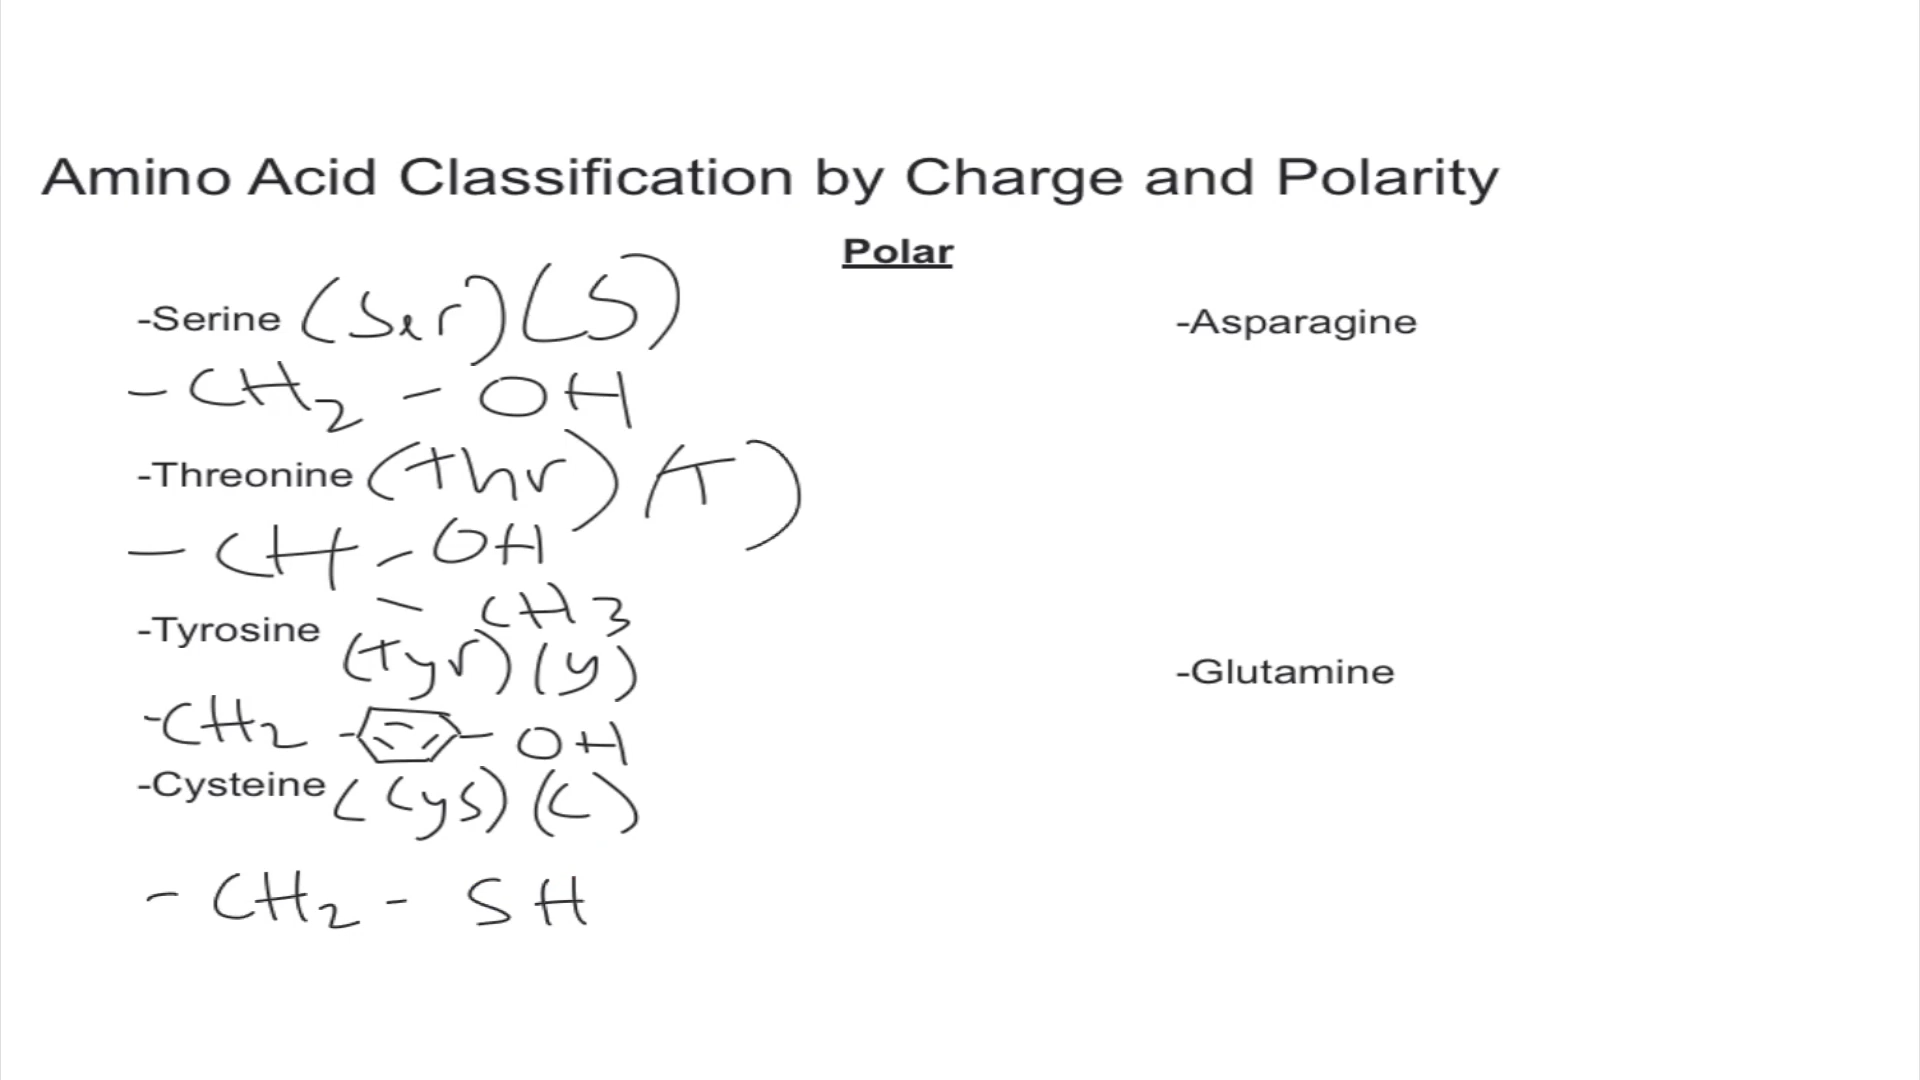 Amino Acid Classification by Charge and Polarity
Polar
-Serine (Ser) (S)
- CH2 - OH
-Threonine (thr) (T)
- CH - OH
- CH3
-Tyrosine
(tyr) (y)
-CH2 - - OH
-Cysteine (Cys) (C)
- CH2 - SH
-Asparagine
-Glutamine